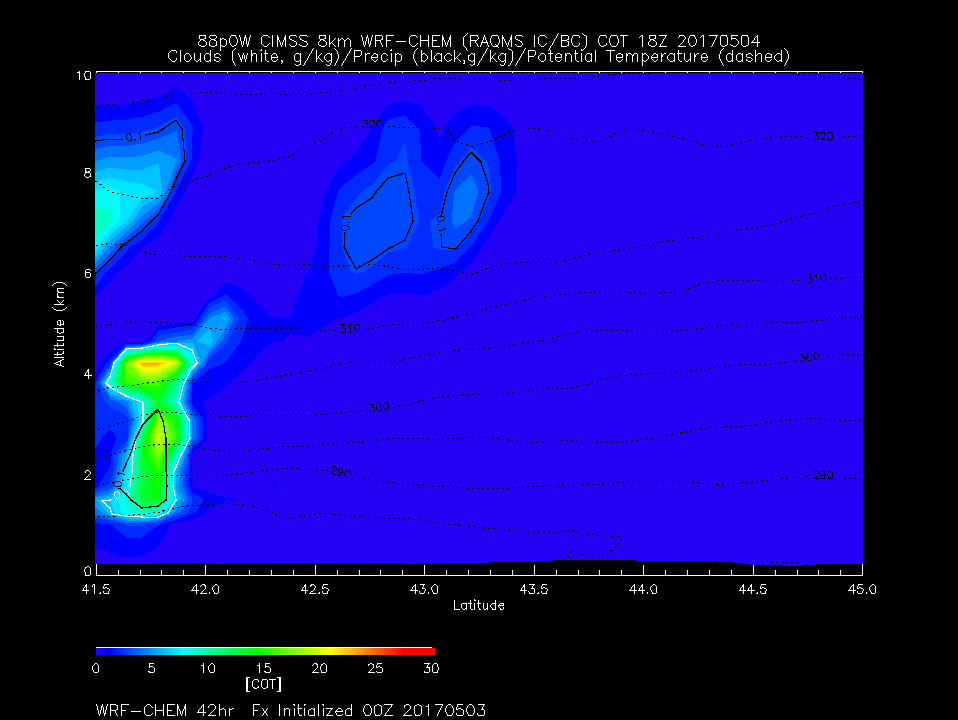 88p0W CIMSS 8km WRF-CHEM (RAQMS IC/BC) COT 18Z 20170504
Clouds (white, g/kg)/Precip (black,g/kg)/Potential Temperature (dashed)
10
320
0.1
320
8
0.1
0.1
6
310
310
Altitude (km)
4
300
300
2
290
290
0.1
0
41.5 42.0 42.5 43.0 43.5 44.0 44.5 45.0
Latitude
0 5 10 15 20 25 30
[COT]
WRF-CHEM 42hr Fx Initialized 00Z 20170503